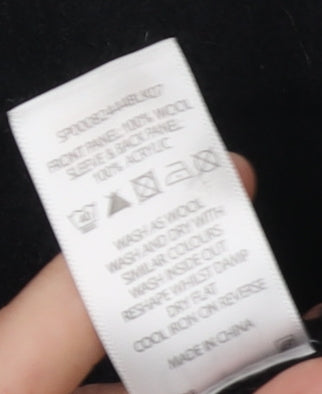 FRONT PANEL: 100% WOOL
SLEEVE & BACK PANEL:
100% ACRYLIC
40
WASH AS WOOL
WASH AND DRY WITH
SIMILAR COLOURS
WASH INSIDE OUT
RESHAPE WHILST DAMP
DRY FLAT
COOL IRON ON REVERSE
MADE IN CHINA